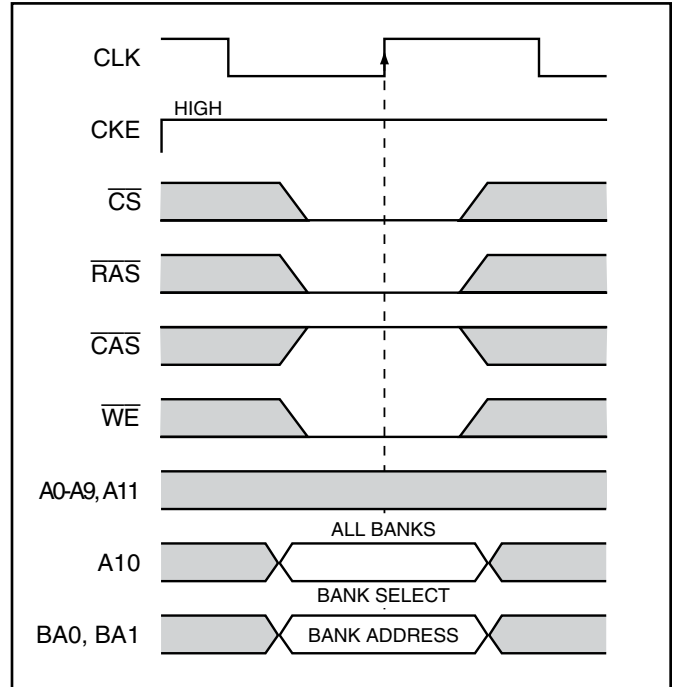 CLK
HIGH
CKE
CS
RAS
CAS
WE
A0-A9, A11
ALL BANKS
A10
BANK SELECT
BA0, BA1
BANK ADDRESS